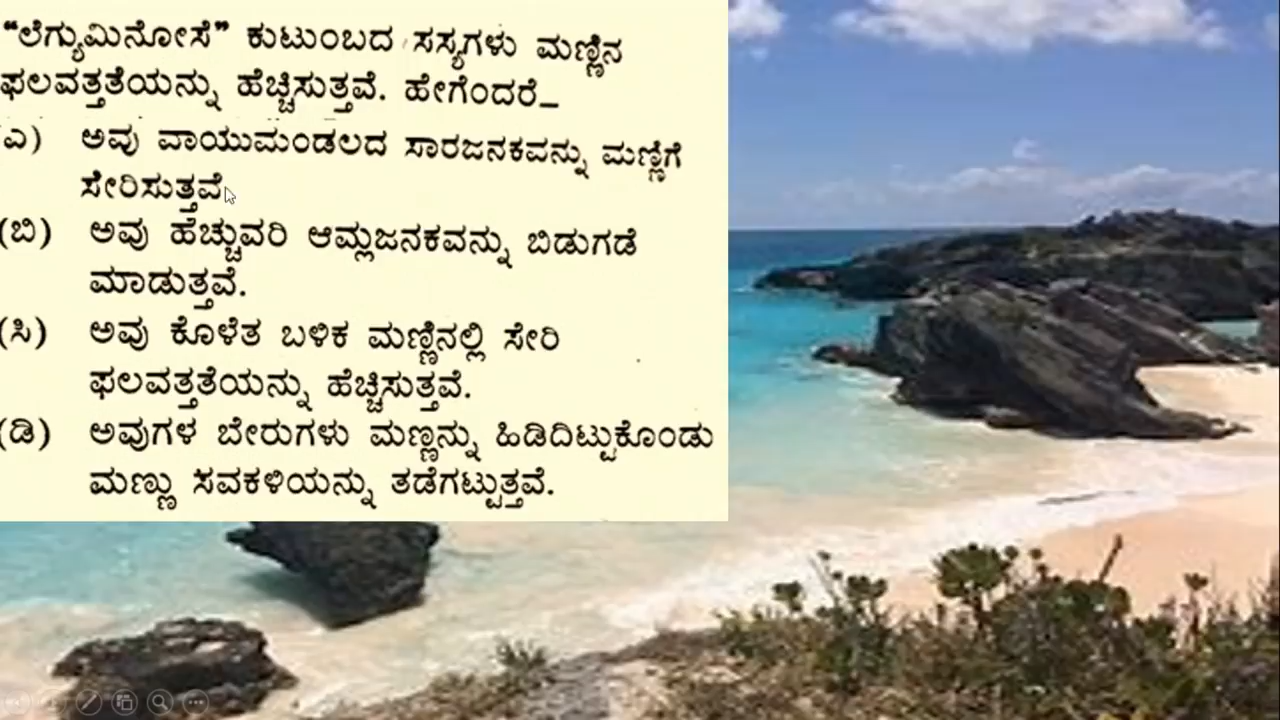 “ಲೆಗ್ಯುಮಿನೋಸೆ” ಕುಟುಂಬದ ಸಸ್ಯಗಳು ಮಣ್ಣಿನ
ಫಲವತ್ತತೆಯನ್ನು ಹೆಚ್ಚಿಸುತ್ತವೆ. ಹೇಗೆಂದರೆ–
ಎ) ಅವು ವಾಯುಮಂಡಲದ ಸಾರಜನಕವನ್ನು ಮಣ್ಣಿಗೆ
ಸೇರಿಸುತ್ತವೆ.
(ಬಿ) ಅವು ಹೆಚ್ಚುವರಿ ಆಮ್ಲಜನಕವನ್ನು ಬಿಡುಗಡೆ
ಮಾಡುತ್ತವೆ.
(ಸಿ) ಅವು ಕೊಳೆತ ಬಳಿಕ ಮಣ್ಣಿನಲ್ಲಿ ಸೇರಿ
ಫಲವತ್ತತೆಯನ್ನು ಹೆಚ್ಚಿಸುತ್ತವೆ.
(ಡಿ) ಅವುಗಳ ಬೇರುಗಳು ಮಣ್ಣನ್ನು ಹಿಡಿದಿಟ್ಟುಕೊಂಡು
ಮಣ್ಣು ಸವಕಳಿಯನ್ನು ತಡೆಗಟ್ಟುತ್ತವೆ.